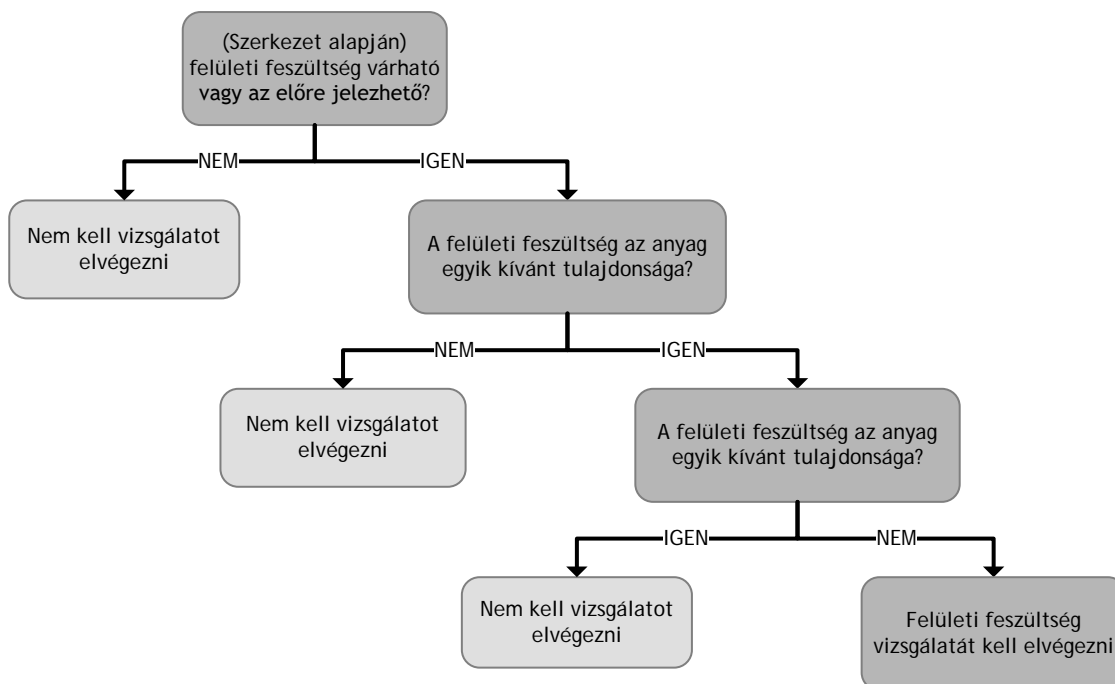 (Szerkezet alapján)
felületi feszültség várható
vagy az előre jelezhető?
NEM
IGEN
Nem kell vizsgálatot
elvégezni
A felületi feszültség az anyag
egyik kívánt tulajdonsága?
NEM
IGEN
Nem kell vizsgálatot
elvégezni
A felületi feszültség az anyag
egyik kívánt tulajdonsága?
IGEN
NEM
Nem kell vizsgálatot
elvégezni
Felületi feszültség
vizsgálatát kell elvégezni